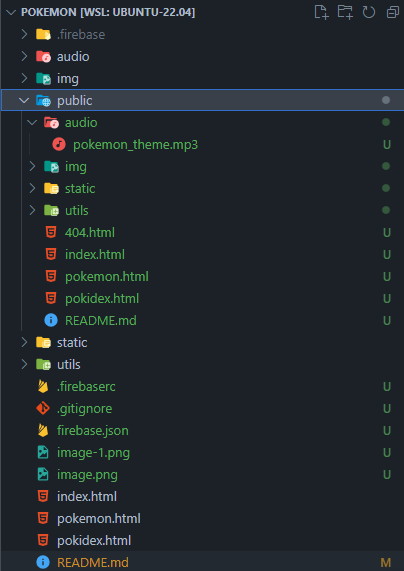 POKEMON [WSL: UBUNTU-22.04]
.firebase
audio
img
public
audio
pokemon_theme.mp3 U
img
static
utils
404.html U
index.html U
pokemon.html U
pokidex.html U
README.md U
static
utils
.firebaserc U
.gitignore U
firebase.json U
image-1.png U
image.png U
index.html
pokemon.html
pokidex.html
README.md M